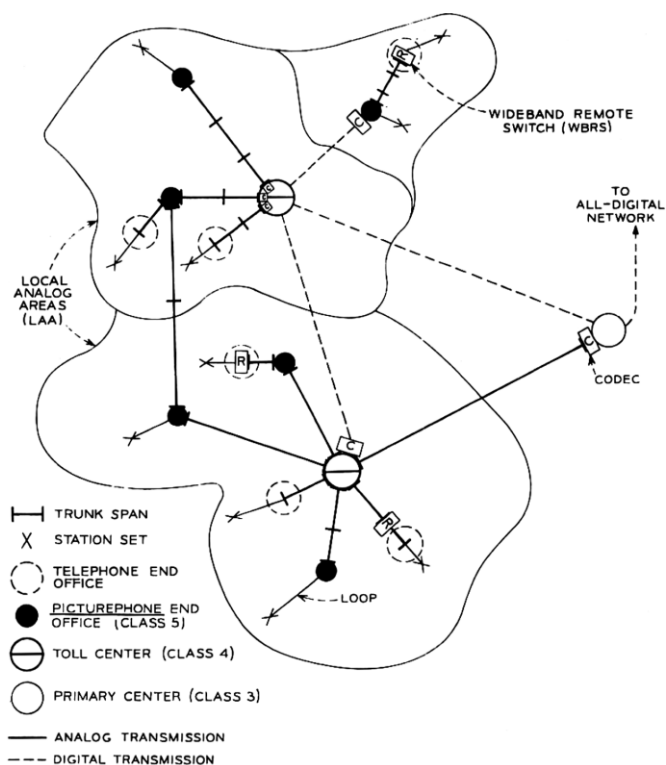 R
WIDEBAND REMOTE
SWITCH (WBRS)
C
TO
ALL-DIGITAL
NETWORK
C
C
C
LOCAL
ANALOG
AREAS
(LAA)
C
CODEC
R
C
R
LOOP
TRUNK SPAN
STATION SET
TELEPHONE END
OFFICE
PICTUREPHONE END
OFFICE (CLASS 5)
TOLL CENTER (CLASS 4)
PRIMARY CENTER (CLASS 3)
ANALOG TRANSMISSION
DIGITAL TRANSMISSION